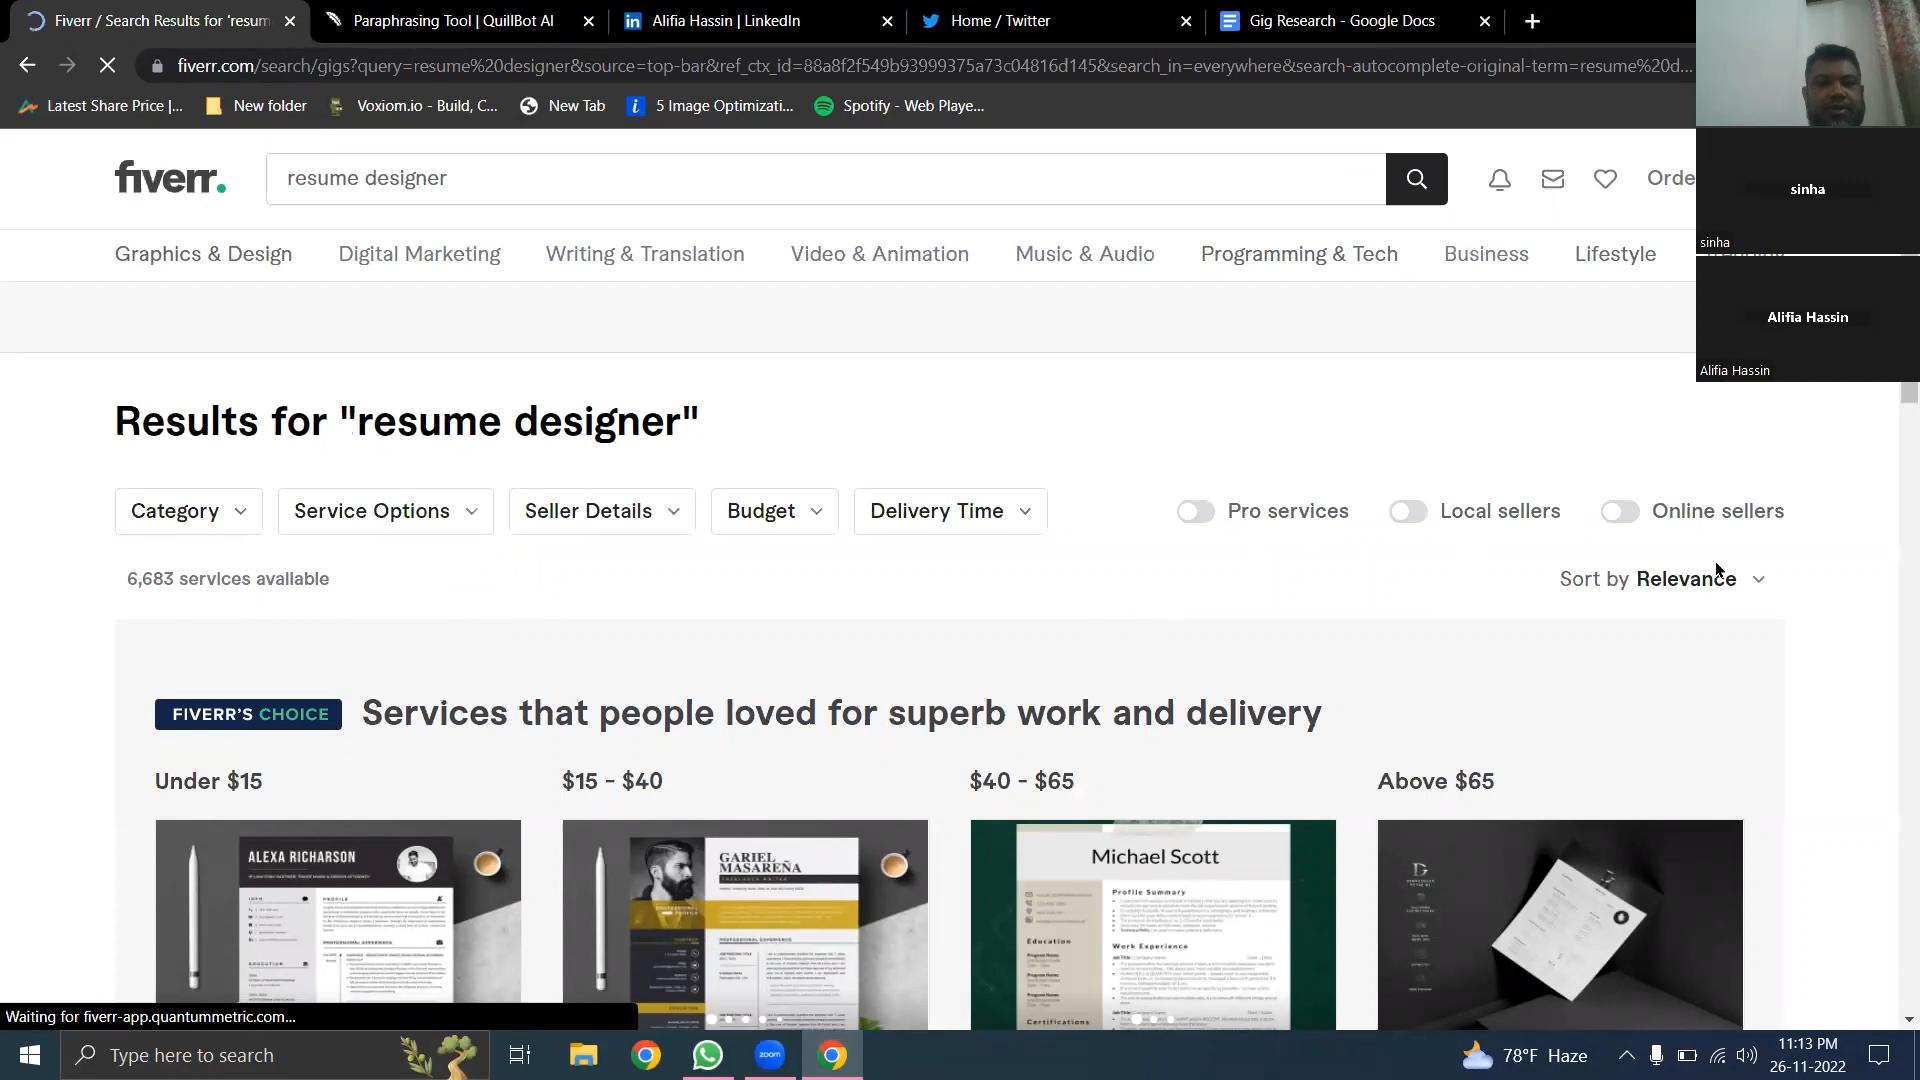 Fiverr / Search Results for 'resum
Paraphrasing Tool | QuillBot AI
Alifia Hassin | LinkedIn
Home / Twitter
Gig Research - Google Docs
fiverr.com/search/gigs?query=resume%20designer&source=top-bar&ref_ctx_id=88a8f2f549b93999375a73c04816d145&search_in=everywhere&search-autocomplete-original-term=resume%20d...
Latest Share Price |...
New folder
Voxiom.io - Build, C...
New Tab
5 Image Optimizati...
Spotify - Web Playe...
fiverr.
resume designer
Orde
sinha
sinha
Graphics & Design
Digital Marketing
Writing & Translation
Video & Animation
Music & Audio
Programming & Tech
Business
Lifestyle
Alifia Hassin
Alifia Hassin
Results for "resume designer"
Category
Service Options
Seller Details
Budget
Delivery Time
Pro services
Local sellers
Online sellers
6,683 services available
Sort by Relevance
FIVERR'S CHOICE
Services that people loved for superb work and delivery
Under $15
$15 - $40
$40 - $65
Above $65
ALEXA RICHARSON
INFO
PROFILE
PROFESSIONAL EXPERIENCE
EDUCATION
GARIEL
MASAREÑA
PROFESSIONAL EXPERIENCE
Michael Scott
Profile Summary
Education
Work Experience
Certifications
Waiting for fiverr-app.quantummetric.com...
Type here to search
zoom
78°F Haze
11:13 PM
26-11-2022